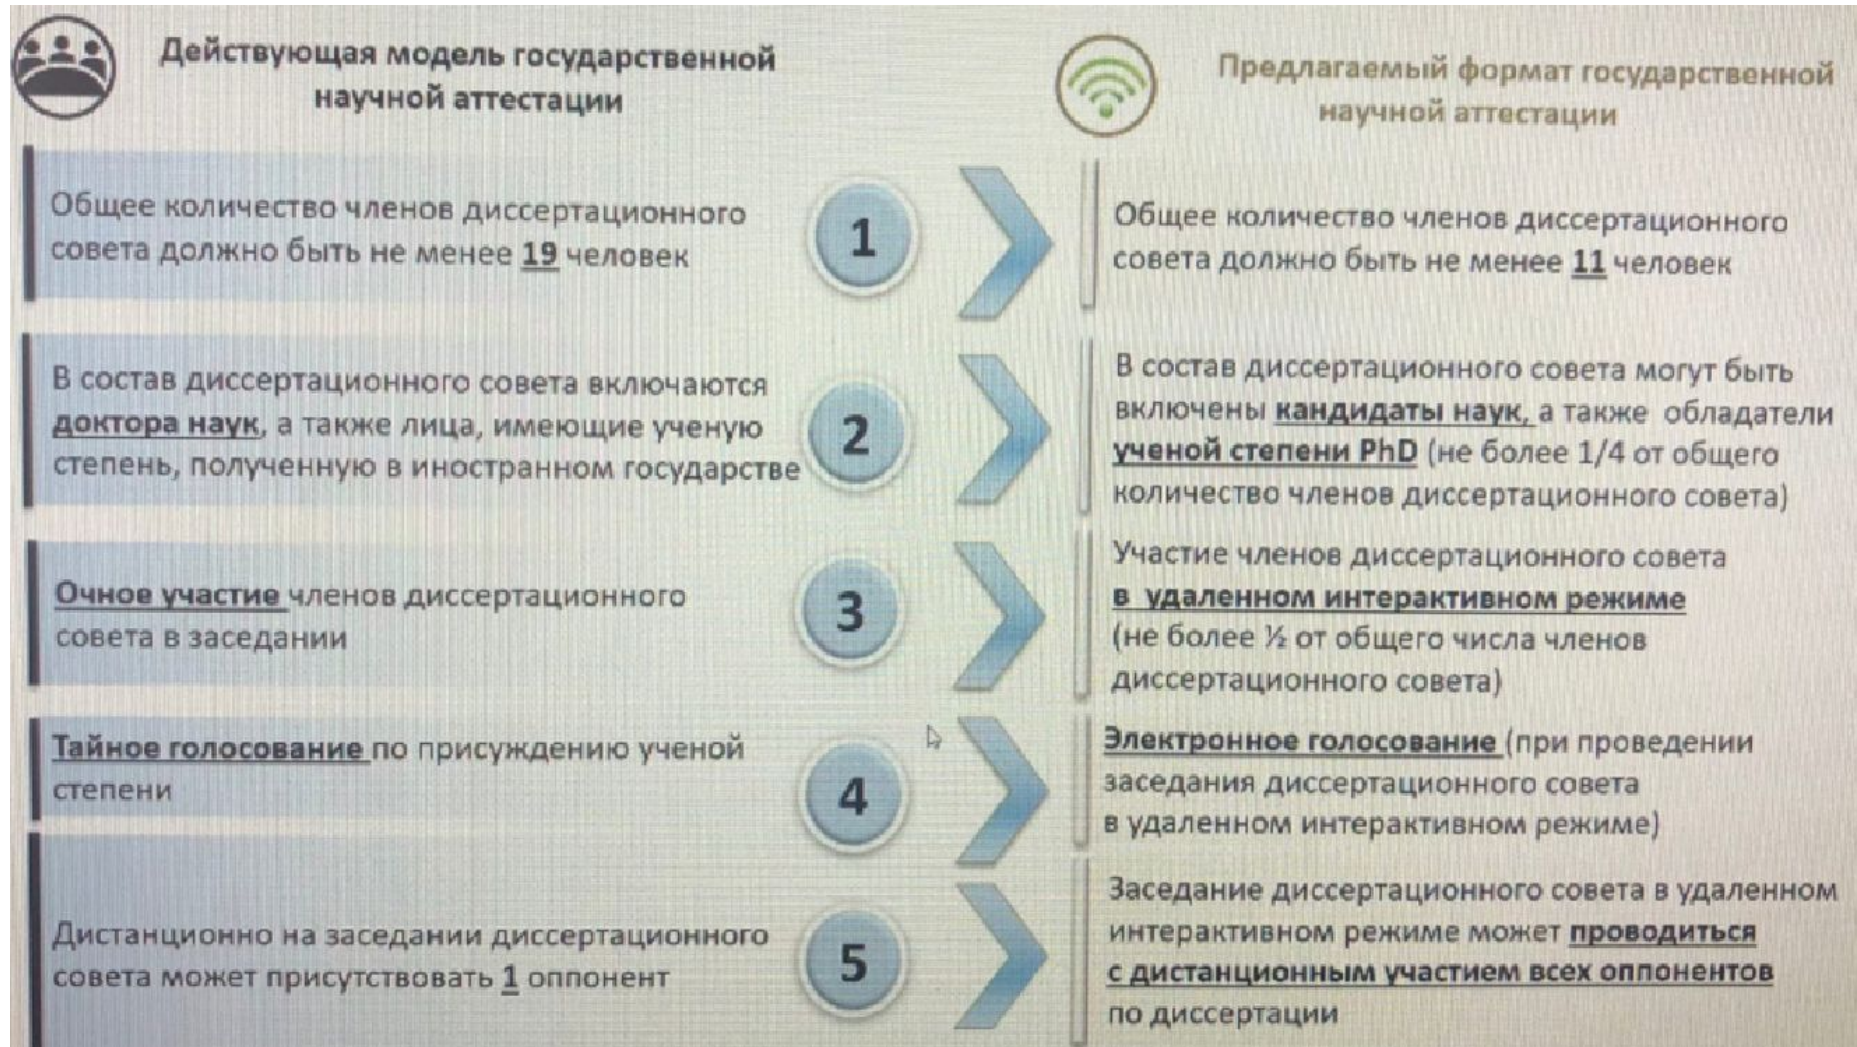 Действующая модель государственной
научной аттестации
Предлагаемый формат государственной
научной аттестации
Общее количество членов диссертационного
совета должно быть не менее 19 человек
1
Общее количество членов диссертационного
совета должно быть не менее 11 человек
В состав диссертационного совета включаются
доктора наук, а также лица, имеющие ученую
степень, полученную в иностранном государстве
2
В состав диссертационного совета могут быть
включены кандидаты наук, а также обладатели
ученой степени PhD (не более 1/4 от общего
количество членов диссертационного совета)
Очное участие членов диссертационного
совета в заседании
3
Участие членов диссертационного совета
в удаленном интерактивном режиме
(не более ½ от общего числа членов
диссертационного совета)
Тайное голосование по присуждению ученой
степени
4
Электронное голосование (при проведении
заседания диссертационного совета
в удаленном интерактивном режиме)
Дистанционно на заседании диссертационного
совета может присутствовать 1 оппонент
5
Заседание диссертационного совета в удаленном
интерактивном режиме может проводиться
с дистанционным участием всех оппонентов
по диссертации